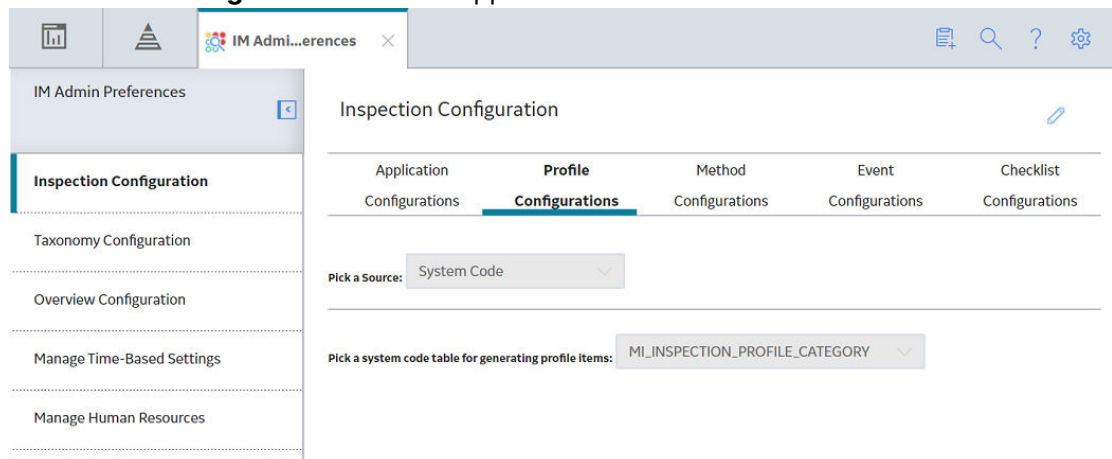 IM Admi...erences
IM Admin Preferences
Inspection Configuration
Taxonomy Configuration
Overview Configuration
Manage Time-Based Settings
Manage Human Resources
Inspection Configuration
Application Configurations
Profile Configurations
Method Configurations
Event Configurations
Checklist Configurations
Pick a Source: System Code
Pick a system code table for generating profile items: MI_INSPECTION_PROFILE_CATEGORY